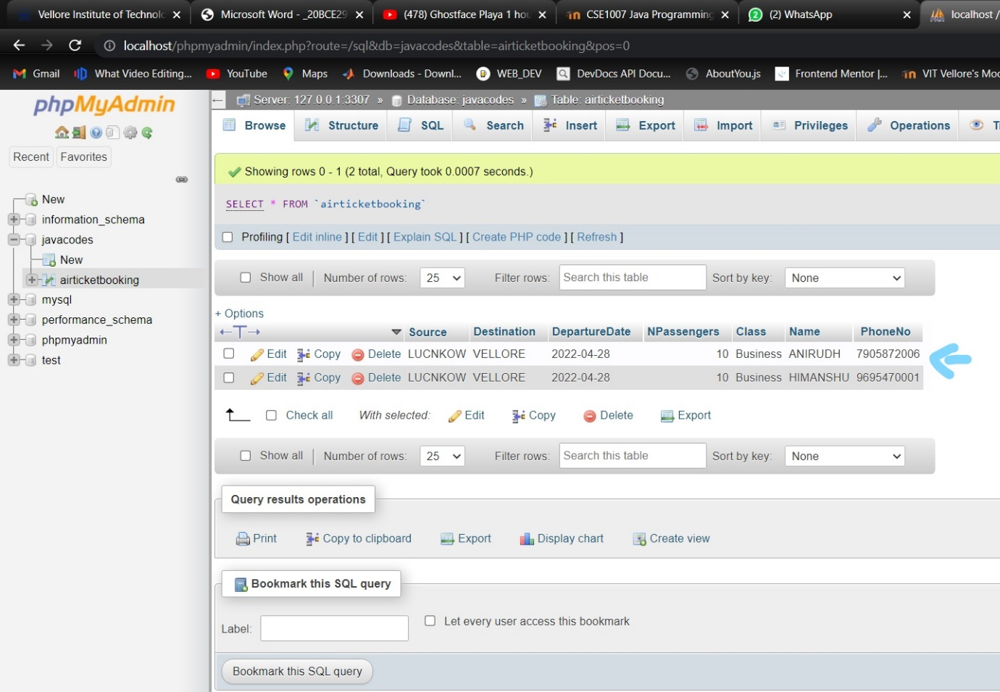 Vellore Institute of Technolo
Microsoft Word - _20BCE29
(478) Ghostface Playa 1 hou
CSE1007 Java Programming
(2) WhatsApp
localhost /
localhost/phpmyadmin/index.php?route=/sql&db=javacodes&table=airticketbooking&pos=0
Gmail What Video Editing... YouTube Maps Downloads - Downl... WEB_DEV DevDocs API Docu... AboutYou.js Frontend Mentor |... VIT Vellore's Moo
phpMyAdmin
Recent Favorites
New
information_schema
javacodes
New
airticketbooking
mysql
performance_schema
phpmyadmin
test
Server: 127.0.0.1:3307 » Database: javacodes » Table: airticketbooking
Browse Structure SQL Search Insert Export Import Privileges Operations
Showing rows 0 - 1 (2 total, Query took 0.0007 seconds.)
SELECT * FROM `airticketbooking`
Profiling [ Edit inline ] [ Edit ] [ Explain SQL ] [ Create PHP code ] [ Refresh ]
Show all | Number of rows: 25 Filter rows: Search this table Sort by key: None
+ Options
Source Destination DepartureDate NPassengers Class Name PhoneNo
Edit Copy Delete LUCNKOW VELLORE 2022-04-28 10 Business ANIRUDH 7905872006
Edit Copy Delete LUCNKOW VELLORE 2022-04-28 10 Business HIMANSHU 9695470001
Check all With selected: Edit Copy Delete Export
Show all | Number of rows: 25 Filter rows: Search this table Sort by key: None
Query results operations
Print Copy to clipboard Export Display chart Create view
Bookmark this SQL query
Label: Let every user access this bookmark
Bookmark this SQL query